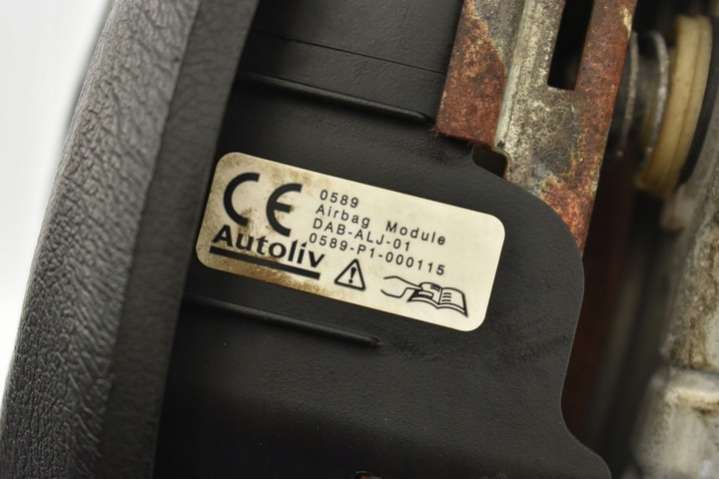 CE
0589
Airbag Module
DAB-ALJ-01
0589-P1-000115
Autoliv